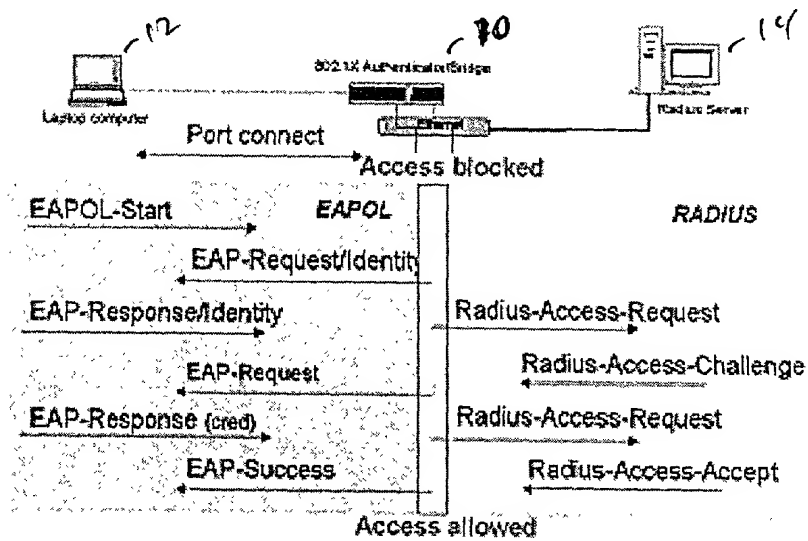 12
10
14
802.1X Authenticator/Bridge
Laptop computer
Ethernet
Radius Server
Port connect
Access blocked
EAPOL-Start
EAPOL
RADIUS
EAP-Request/Identity
EAP-Response/Identity
Radius-Access-Request
EAP-Request
Radius-Access-Challenge
EAP-Response (cred)
Radius-Access-Request
EAP-Success
Radius-Access-Accept
Access allowed